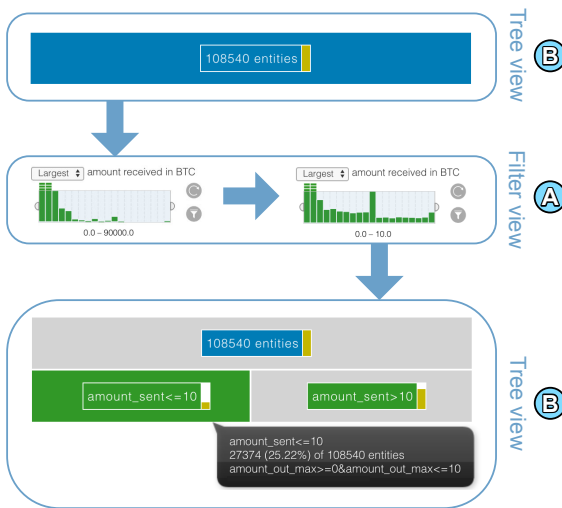 108540 entities
Tree view
B
Largest amount received in BTC
0.0 – 90000.0
Largest amount received in BTC
0.0 – 10.0
Filter view
A
108540 entities
amount_sent<=10
amount_sent>10
amount_sent<=10
27374 (25.22%) of 108540 entities
amount_out_max>=0&amount_out_max<=10
Tree view
B